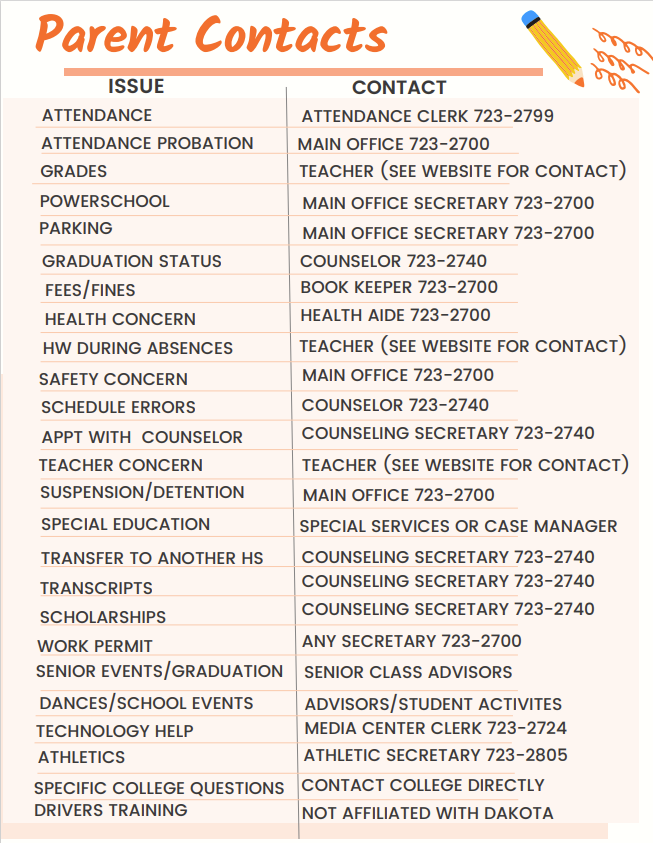 Parent Contacts
ISSUE CONTACT
ATTENDANCE ATTENDANCE CLERK 723-2799
ATTENDANCE PROBATION MAIN OFFICE 723-2700
GRADES TEACHER (SEE WEBSITE FOR CONTACT)
POWERSCHOOL MAIN OFFICE SECRETARY 723-2700
PARKING MAIN OFFICE SECRETARY 723-2700
GRADUATION STATUS COUNSELOR 723-2740
FEES/FINES BOOK KEEPER 723-2700
HEALTH CONCERN HEALTH AIDE 723-2700
HW DURING ABSENCES TEACHER (SEE WEBSITE FOR CONTACT)
SAFETY CONCERN MAIN OFFICE 723-2700
SCHEDULE ERRORS COUNSELOR 723-2740
APPT WITH COUNSELOR COUNSELING SECRETARY 723-2740
TEACHER CONCERN TEACHER (SEE WEBSITE FOR CONTACT)
SUSPENSION/DETENTION MAIN OFFICE 723-2700
SPECIAL EDUCATION SPECIAL SERVICES OR CASE MANAGER
TRANSFER TO ANOTHER HS COUNSELING SECRETARY 723-2740
TRANSCRIPTS COUNSELING SECRETARY 723-2740
SCHOLARSHIPS COUNSELING SECRETARY 723-2740
WORK PERMIT ANY SECRETARY 723-2700
SENIOR EVENTS/GRADUATION SENIOR CLASS ADVISORS
DANCES/SCHOOL EVENTS ADVISORS/STUDENT ACTIVITES
TECHNOLOGY HELP MEDIA CENTER CLERK 723-2724
ATHLETICS ATHLETIC SECRETARY 723-2805
SPECIFIC COLLEGE QUESTIONS CONTACT COLLEGE DIRECTLY
DRIVERS TRAINING NOT AFFILIATED WITH DAKOTA